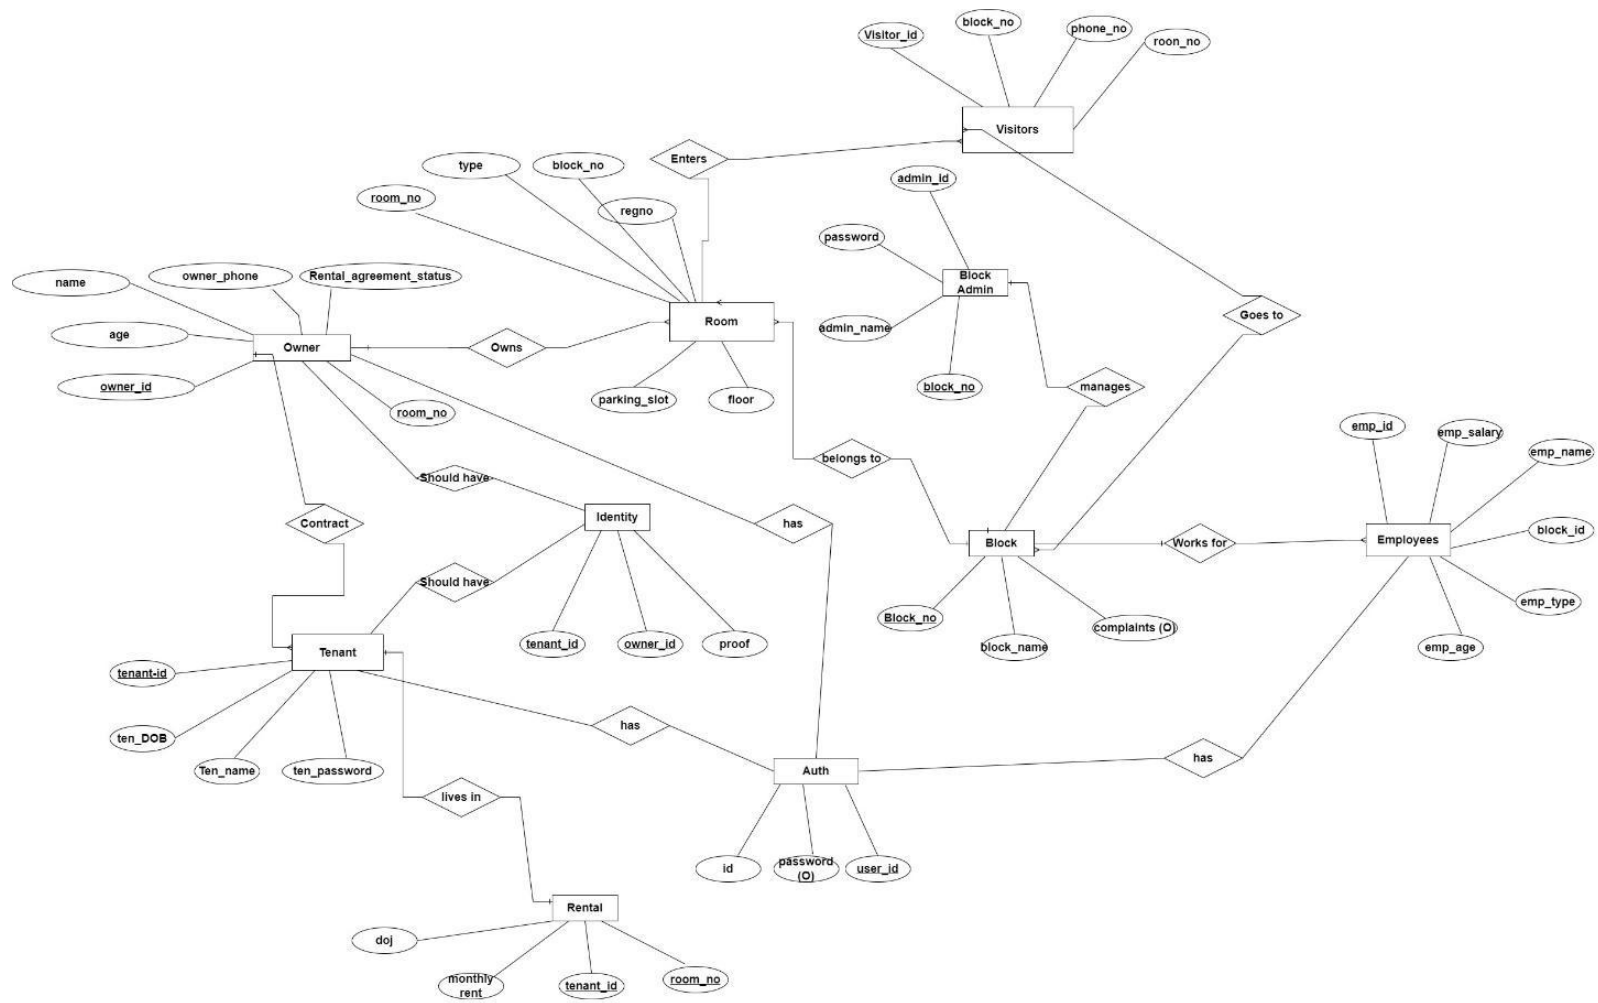 Visitor_id
block_no
phone_no
roon_no
Visitors
Enters
type
block_no
room_no
regno
admin_id
password
Block
Admin
admin_name
block_no
name
owner_phone
Rental_agreement_status
age
Owner
owner_id
room_no
Owns
Room
parking_slot
floor
Goes to
manages
belongs to
emp_id
emp_salary
emp_name
block_id
Should have
Contract
Identity
has
Block
Works for
Employees
Should have
emp_type
emp_age
Block_no
block_name
complaints (O)
tenant_id
owner_id
proof
Tenant
tenant-id
ten_DOB
Ten_name
ten_password
has
has
Auth
lives in
id
password
(O)
user_id
Rental
doj
monthly
rent
tenant_id
room_no